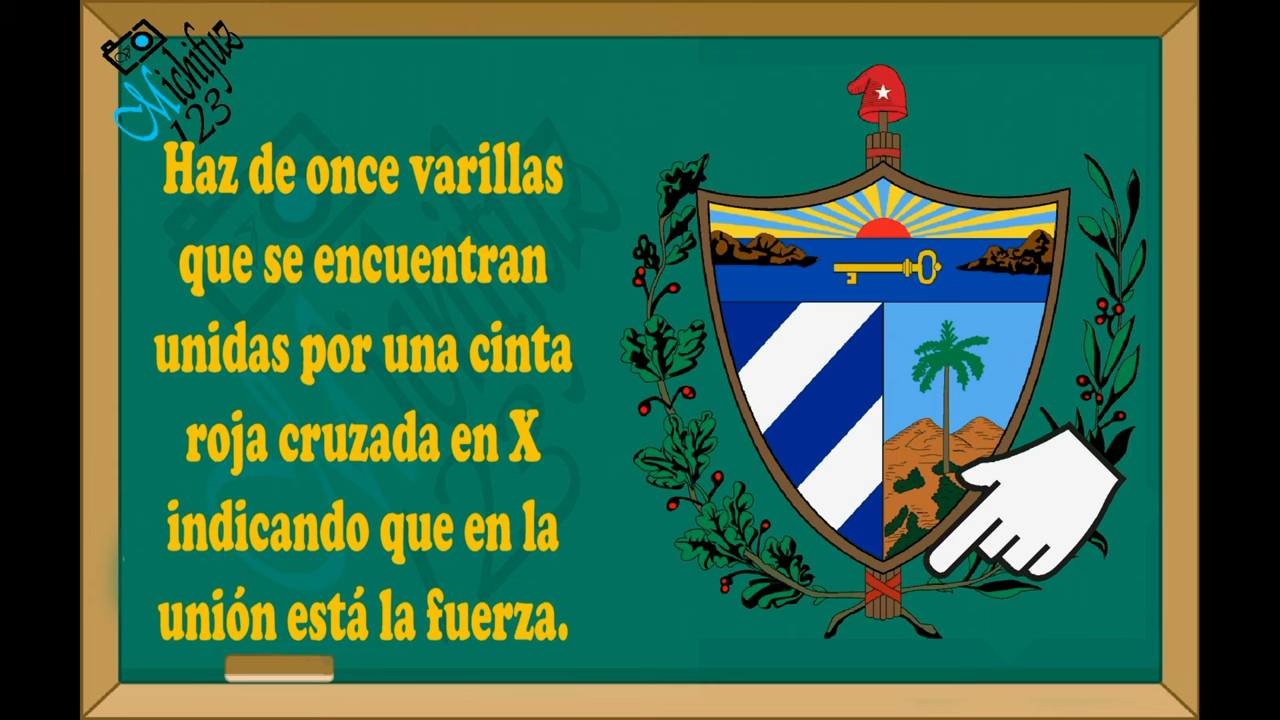 Michifuz
123
Haz de once varillas
que se encuentran
unidas por una cinta
roja cruzada en X
indicando que en la
unión está la fuerza.